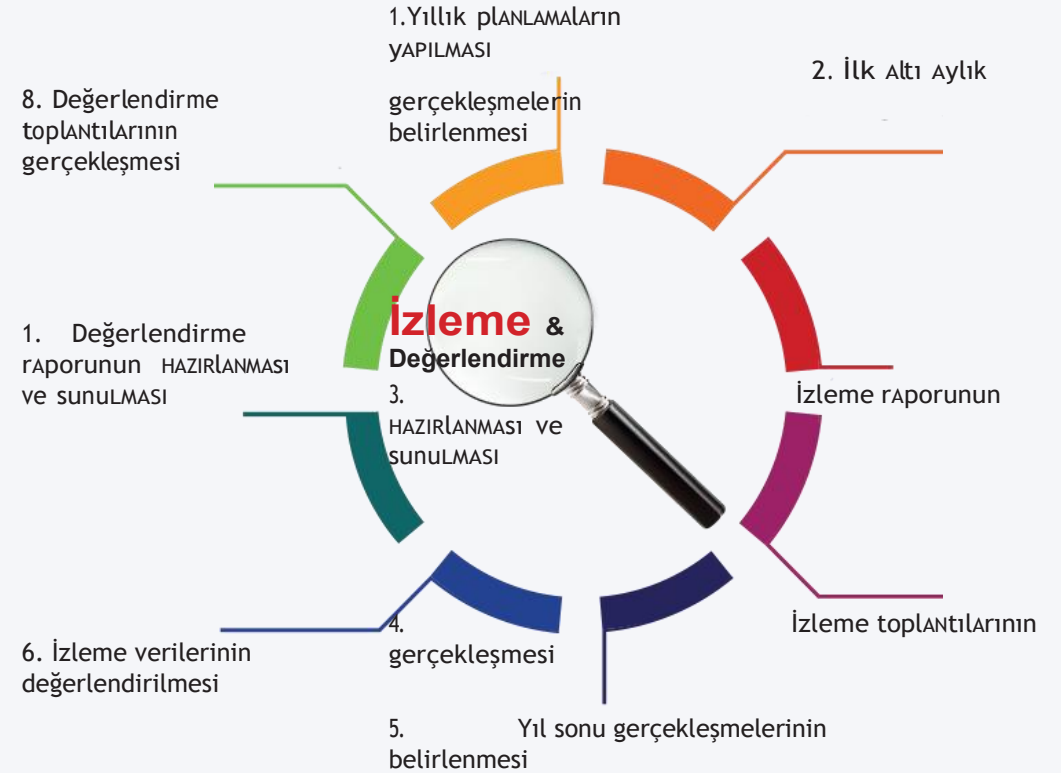 1.Yıllık plANLAMAların
yAPILMASI
2. İlk Altı Aylık
gerçekleşmelerin
belirlenmesi
8. Değerlendirme
toplANtılArının
gerçekleşmesi
İzleme &
Değerlendirme
1. Değerlendirme
rAporunun HAZIRlANMAsı
ve sunuLMASI
3.
HAZIRlANMAsı ve
sunuLMASI
İzleme rAporunun
4.
gerçekleşmesi
İzleme toplANtılArının
6. İzleme verilerinin
değerlendirilmesi
5. Yıl sonu gerçekleşmelerinin
belirlenmesi